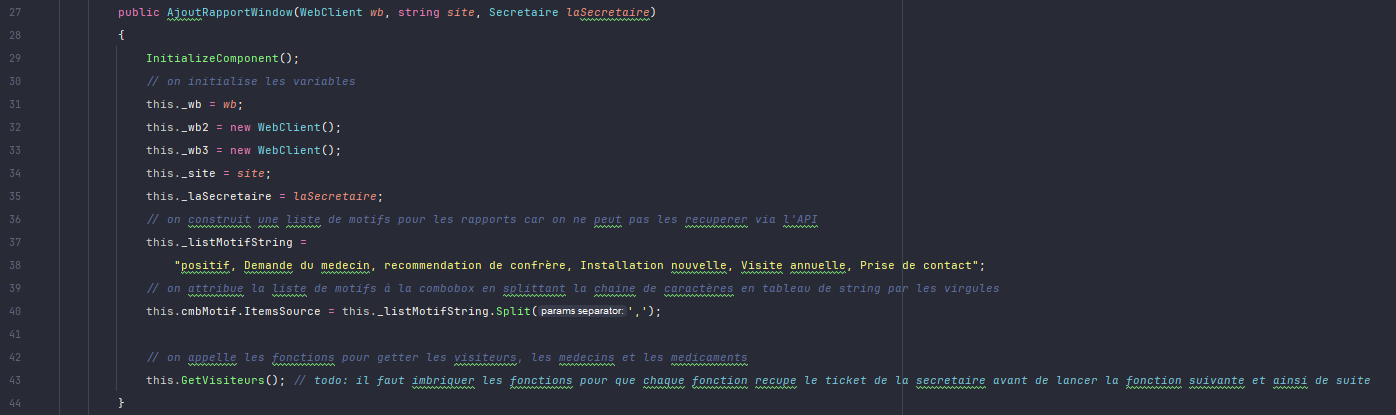 27 public AjoutRapportWindow(WebClient wb, string site, Secretaire laSecretaire)
28 {
29 InitializeComponent();
30 // on initialise les variables
31 this._wb = wb;
32 this._wb2 = new WebClient();
33 this._wb3 = new WebClient();
34 this._site = site;
35 this._laSecretaire = laSecretaire;
36 // on construit une liste de motifs pour les rapports car on ne peut pas les recuperer via l'API
37 this._listMotifString =
38 "positif, Demande du medecin, recommendation de confrère, Installation nouvelle, Visite annuelle, Prise de contact";
39 // on attribue la liste de motifs à la combobox en splittant la chaine de caractères en tableau de string par les virgules
40 this.cmbMotif.ItemsSource = this._listMotifString.Split(params separator: ',');
41
42 // on appelle les fonctions pour getter les visiteurs, les medecins et les medicaments
43 this.GetVisiteurs(); // todo: il faut imbriquer les fonctions pour que chaque fonction recupe le ticket de la secretaire avant de lancer la fonction suivante et ainsi de suite
44 }